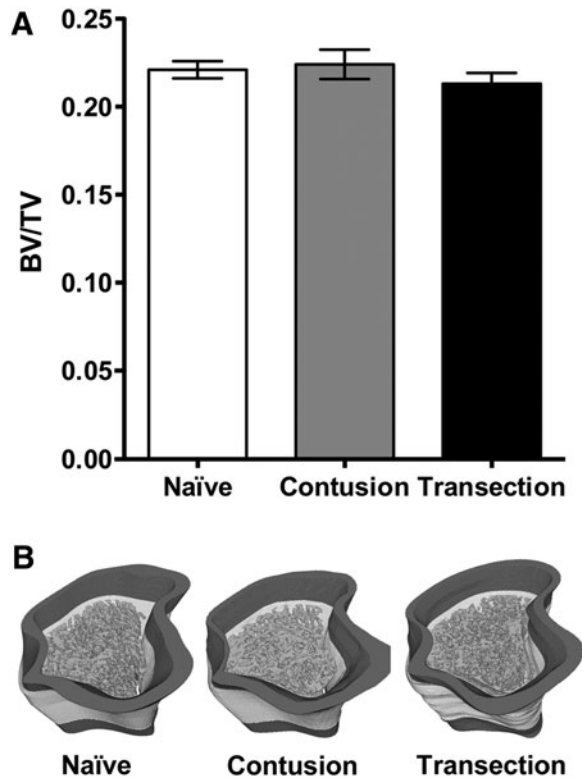 A
0.25
0.20
0.15
0.10
0.05
0.00
BV/TV
Naïve Contusion Transection
B
Naïve Contusion Transection